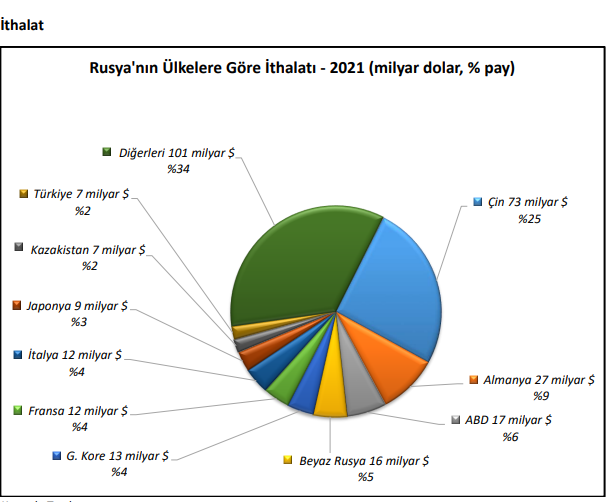 İthalat
Rusya'nın Ülkelere Göre İthalatı - 2021 (milyar dolar, % pay)
Diğerleri 101 milyar $
%34
Türkiye 7 milyar $
%2
Çin 73 milyar $
%25
Kazakistan 7 milyar $
%2
Japonya 9 milyar $
%3
İtalya 12 milyar $
%4
Almanya 27 milyar $
%9
Fransa 12 milyar $
%4
ABD 17 milyar $
%6
G. Kore 13 milyar $
%4
Beyaz Rusya 16 milyar $
%5